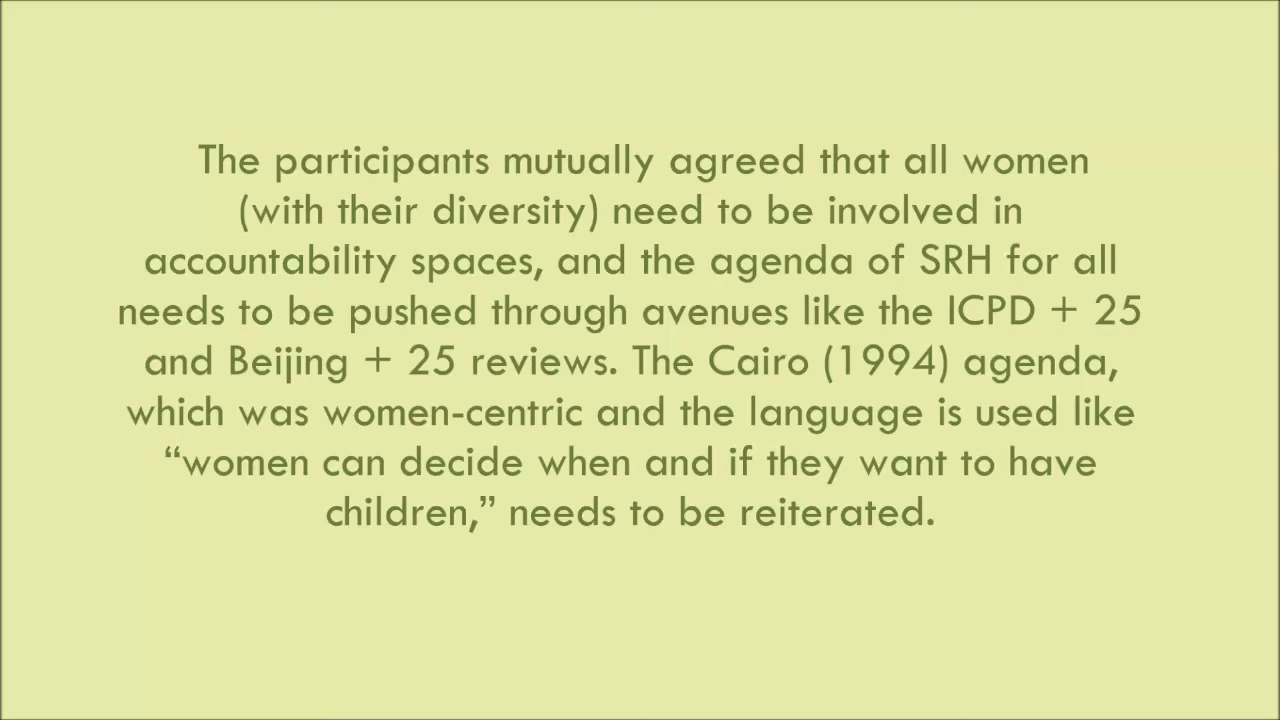 The participants mutually agreed that all women
(with their diversity) need to be involved in
accountability spaces, and the agenda of SRH for all
needs to be pushed through avenues like the ICPD + 25
and Beijing + 25 reviews. The Cairo (1994) agenda,
which was women-centric and the language is used like
“women can decide when and if they want to have
children,” needs to be reiterated.